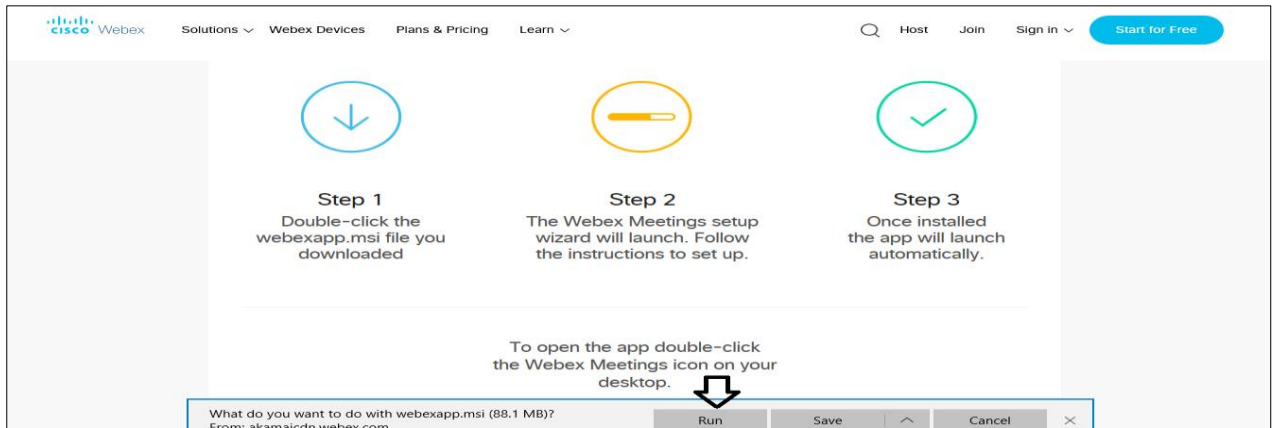 CISCO Webex Solutions Webex Devices Plans & Pricing Learn Host Join Sign in Start for Free
Step 1
Double-click the
webexapp.msi file you
downloaded
Step 2
The Webex Meetings setup
wizard will launch. Follow
the instructions to set up.
Step 3
Once installed
the app will launch
automatically.
To open the app double-click
the Webex Meetings icon on your
desktop.
What do you want to do with webexapp.msi (88.1 MB)?
From: akamaicdn.webex.com
Run Save Cancel